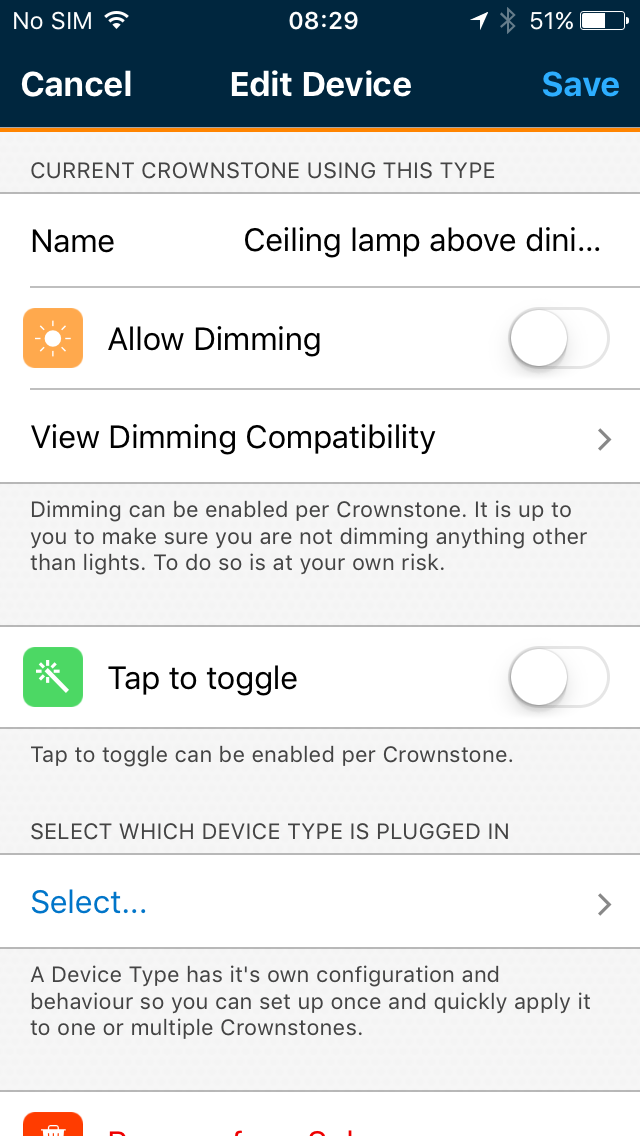 No SIM 08:29 51%
Cancel Edit Device Save
CURRENT CROWNSTONE USING THIS TYPE
Name Ceiling lamp above dini...
Allow Dimming
View Dimming Compatibility
Dimming can be enabled per Crownstone. It is up to
you to make sure you are not dimming anything other
than lights. To do so is at your own risk.
Tap to toggle
Tap to toggle can be enabled per Crownstone.
SELECT WHICH DEVICE TYPE IS PLUGGED IN
Select...
A Device Type has it's own configuration and
behaviour so you can set up once and quickly apply it
to one or multiple Crownstones.